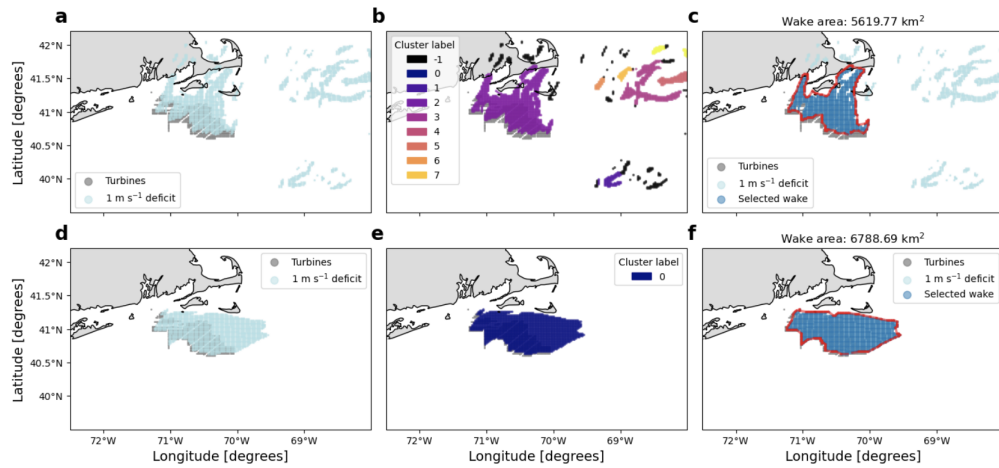 a
b
c
Wake area: 5619.77 km²
42°N
41.5°N
41°N
40.5°N
40°N
Latitude [degrees]
Turbines
1 m s⁻¹ deficit
Cluster label
-1
0
1
2
3
4
5
6
7
Turbines
1 m s⁻¹ deficit
Selected wake
d
e
f
Wake area: 6788.69 km²
42°N
41.5°N
41°N
40.5°N
40°N
Latitude [degrees]
Turbines
1 m s⁻¹ deficit
Cluster label
0
Turbines
1 m s⁻¹ deficit
Selected wake
72°W
71°W
70°W
69°W
72°W
71°W
70°W
69°W
72°W
71°W
70°W
69°W
Longitude [degrees]
Longitude [degrees]
Longitude [degrees]